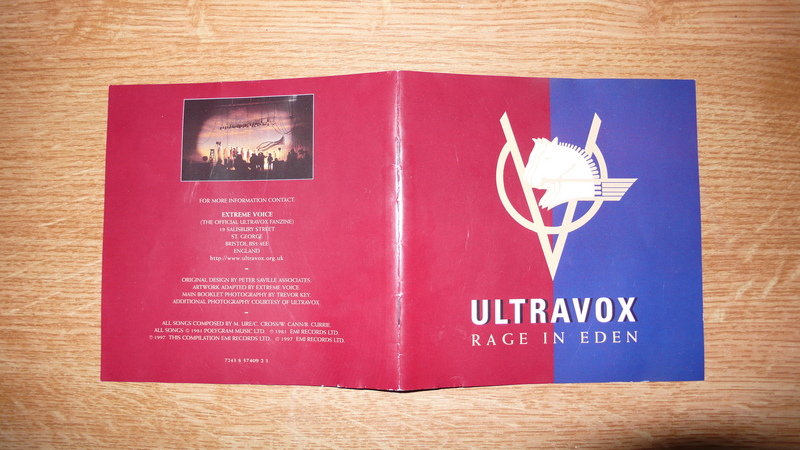 FOR MORE INFORMATION CONTACT:
EXTREME VOICE
(THE OFFICIAL ULTRAVOX FANZINE)
19 SALISBURY STREET
ST. GEORGE
BRISTOL BS5 8EE
ENGLAND
http://www.ultravox.org.uk
–
ORIGINAL DESIGN BY PETER SAVILLE ASSOCIATES.
ARTWORK ADAPTED BY EXTREME VOICE.
MAIN BOOKLET PHOTOGRAPHY BY TREVOR KEY.
ADDITIONAL PHOTOGRAPHY COURTESY OF ULTRAVOX.
–
ALL SONGS COMPOSED BY M. URE/C. CROSS/W. CANN/B. CURRIE.
ALL SONGS © 1981 POLYGRAM MUSIC LTD. ℗ 1981 EMI RECORDS LTD.
℗ 1997 THIS COMPILATION EMI RECORDS LTD. © 1997 EMI RECORDS LTD.
7243 8 57409 2 5
ULTRAVOX
RAGE IN EDEN